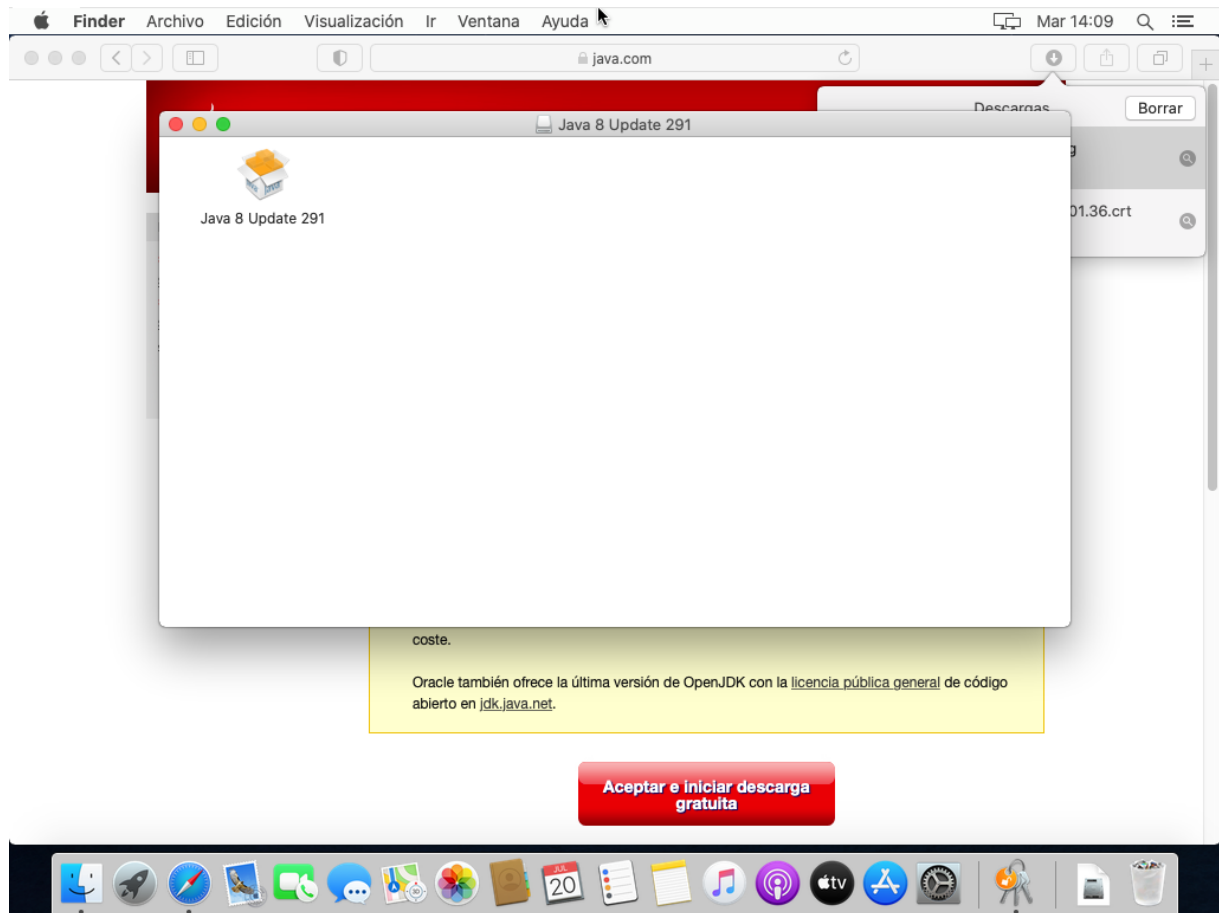 Finder Archivo Edición Visualización Ir Ventana Ayuda Mar 14:09
java.com
Descargas Borrar
Java 8 Update 291
01.36.crt
Java 8 Update 291
coste.
Oracle también ofrece la última versión de OpenJDK con la licencia pública general de código
abierto en jdk.java.net.
Aceptar e iniciar descarga
gratuita
JUL
20
tv